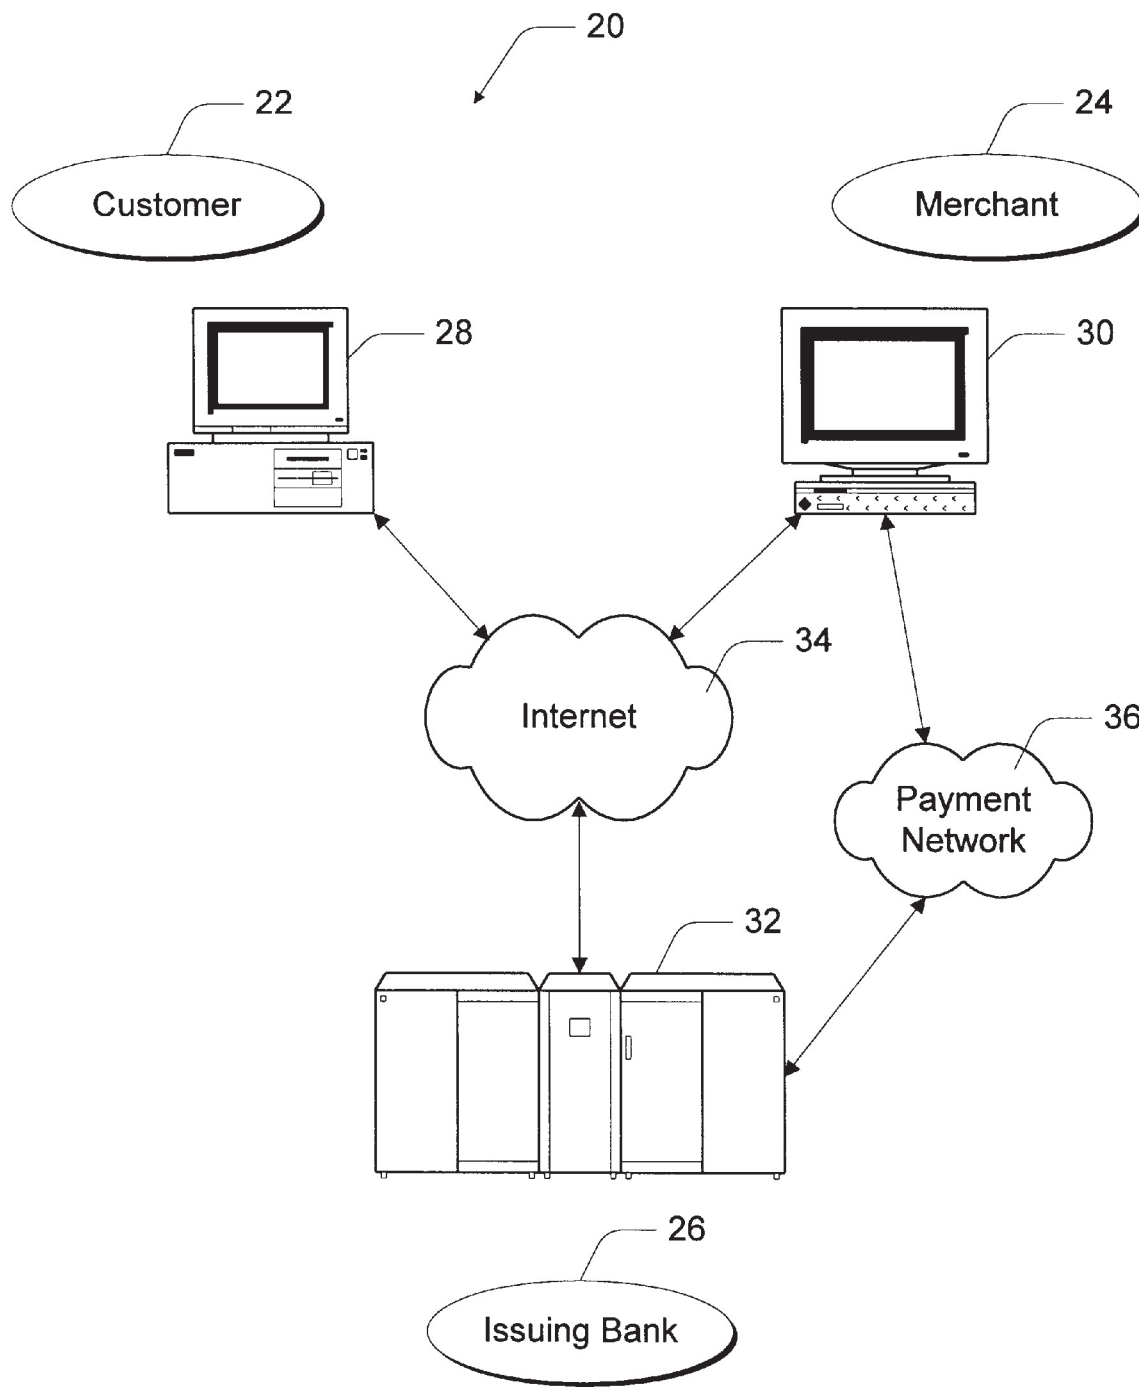 20
22
24
Customer
Merchant
28
30
34
Internet
36
Payment
Network
32
26
Issuing Bank